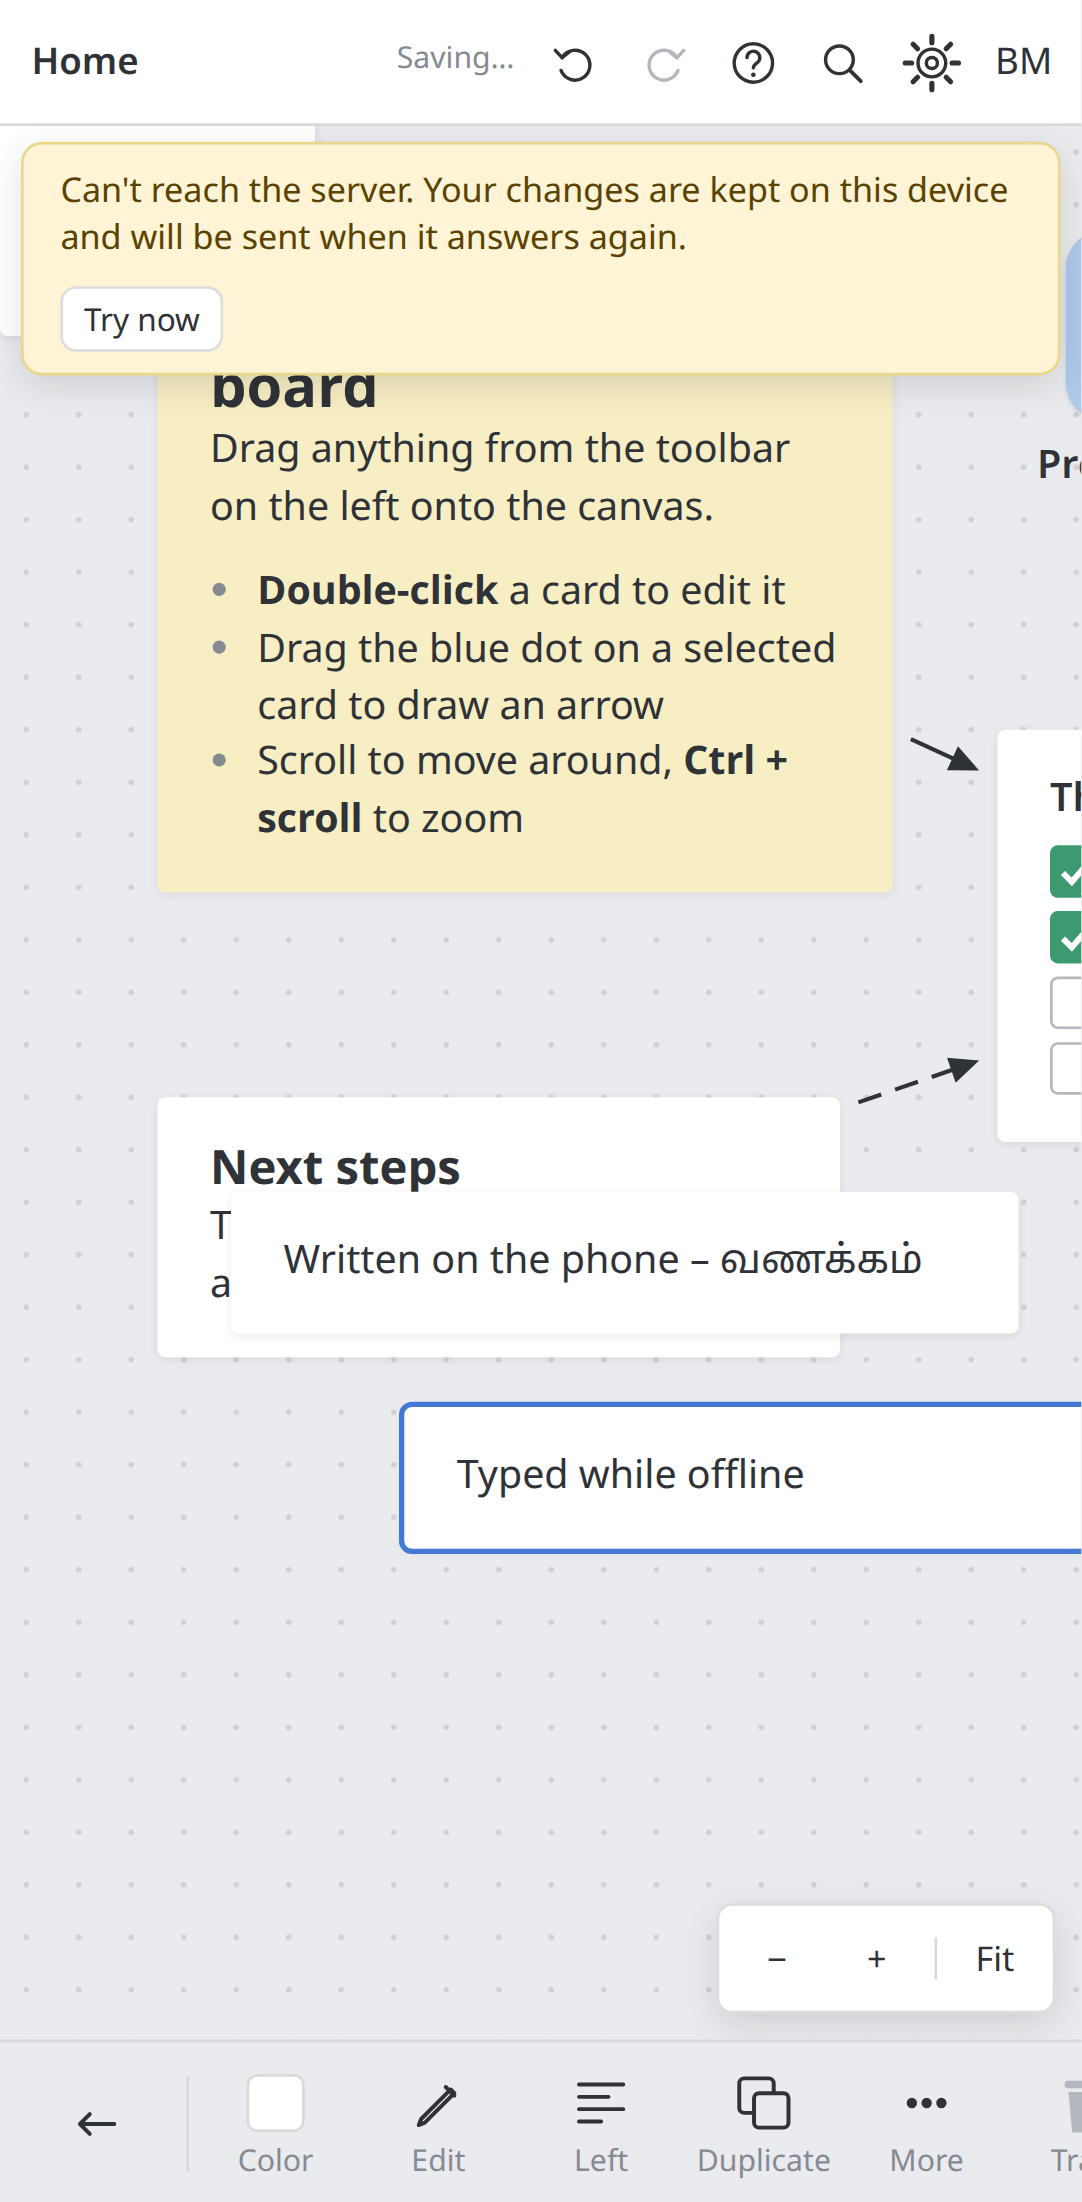 Home
Saving...
BM
Can't reach the server. Your changes are kept on this device
and will be sent when it answers again.
Try now
board
Drag anything from the toolbar
on the left onto the canvas.
Double-click a card to edit it
Drag the blue dot on a selected
card to draw an arrow
Scroll to move around, Ctrl +
scroll to zoom
Next steps
Written on the phone – வணக்கம்
Typed while offline
Fit
Color
Edit
Left
Duplicate
More